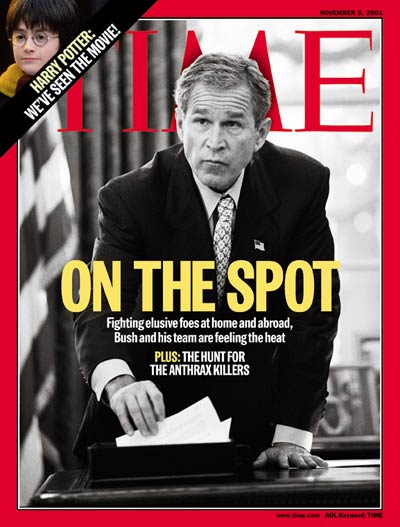 NOVEMBER 5, 2001
HARRY POTTER:
WE'VE SEEN THE MOVIE!
TIME
ON THE SPOT
Fighting elusive foes at home and abroad,
Bush and his team are feeling the heat
PLUS: THE HUNT FOR
THE ANTHRAX KILLERS
www.time.com AOL Keyword: TIME